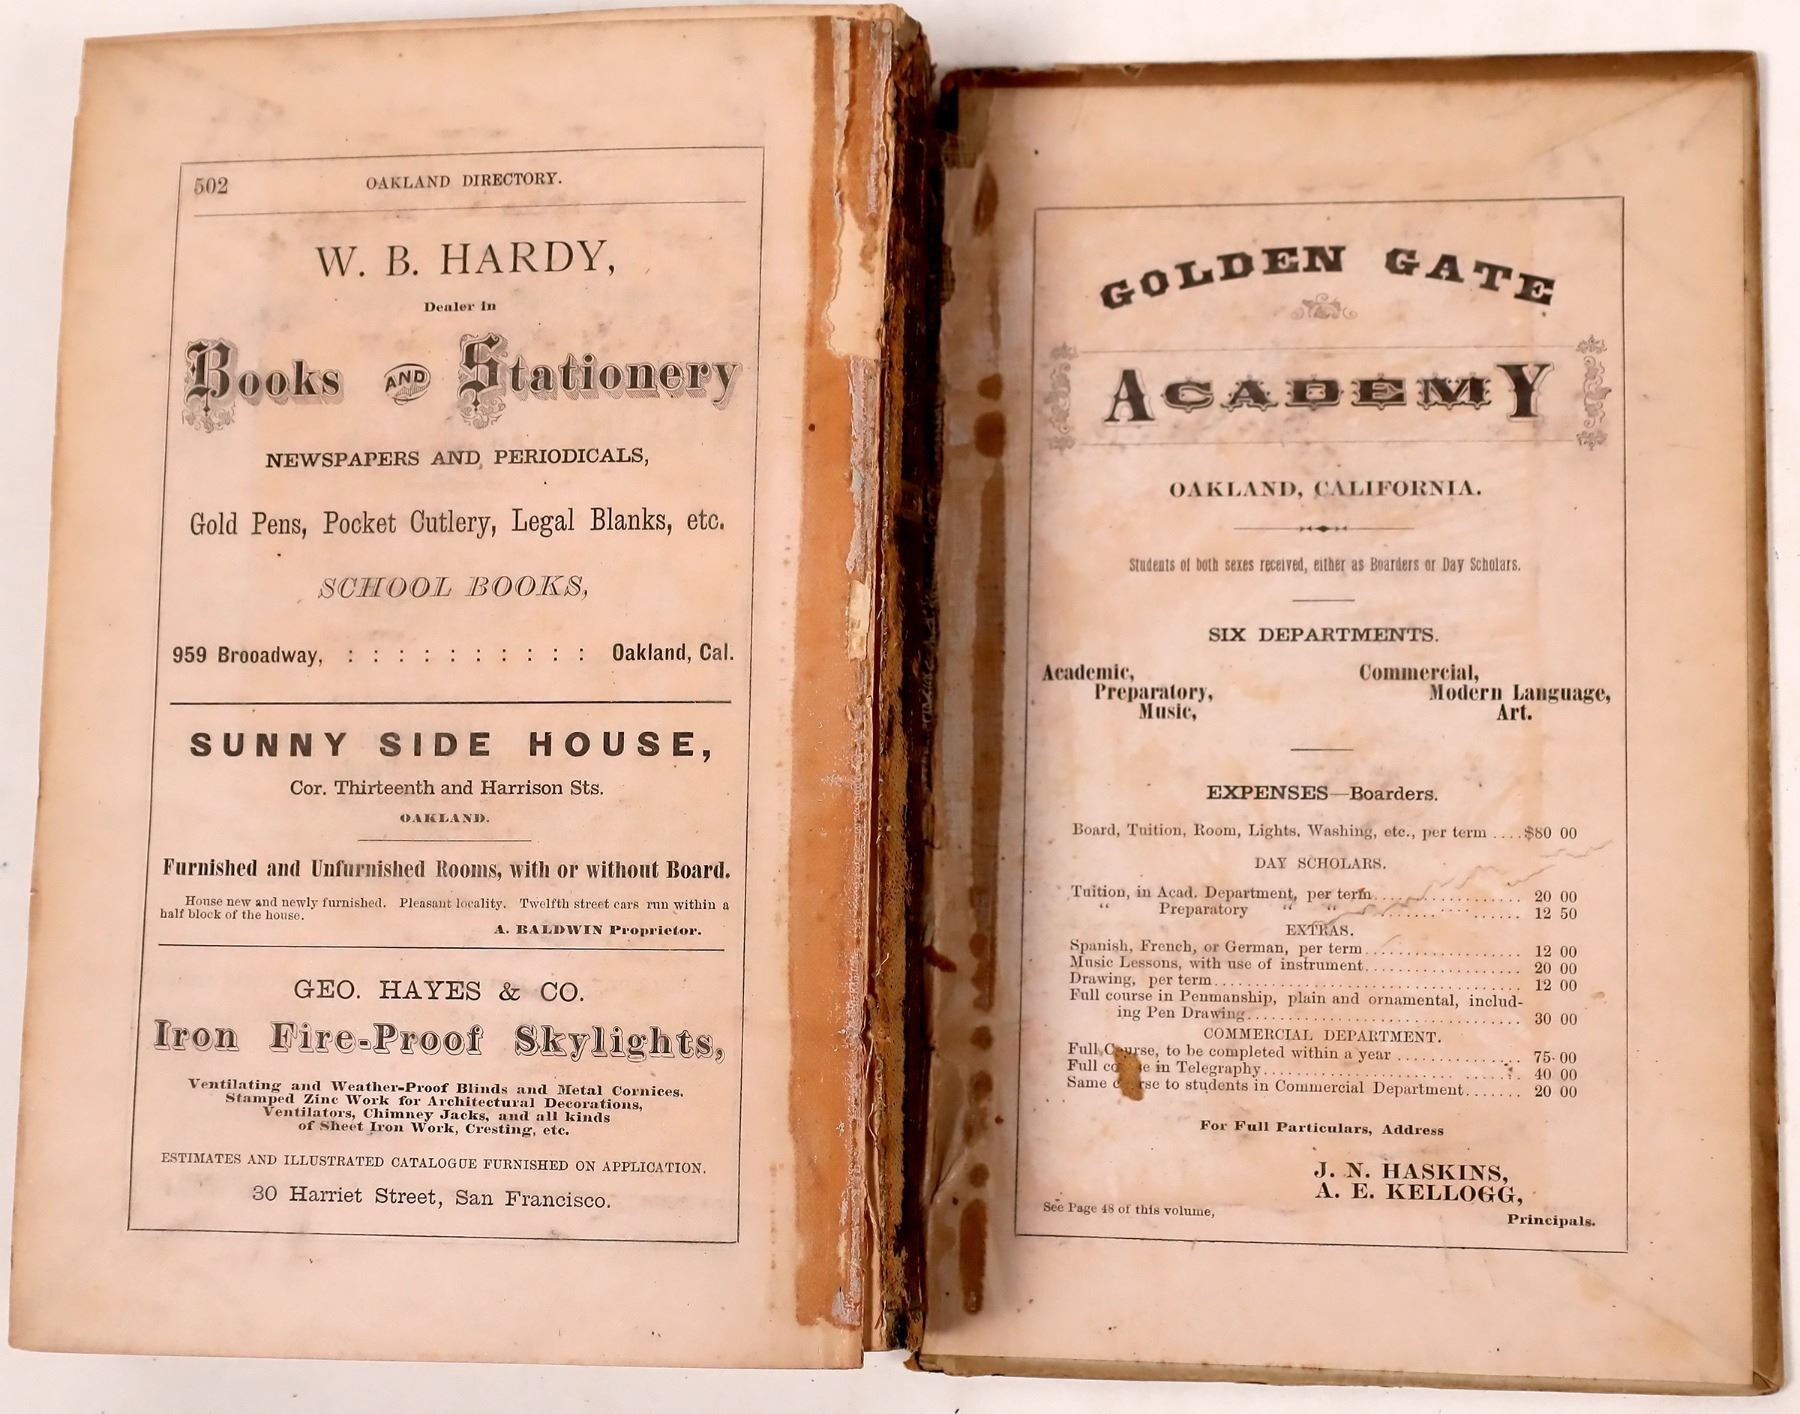 502 OAKLAND DIRECTORY.
W. B. HARDY,
Dealer in
Books AND Stationery
NEWSPAPERS AND PERIODICALS,
Gold Pens, Pocket Cutlery, Legal Blanks, etc.
SCHOOL BOOKS,
959 Brooadway, : : : : : : : : : : Oakland, Cal.
SUNNY SIDE HOUSE,
Cor. Thirteenth and Harrison Sts.
OAKLAND.
Furnished and Unfurnished Rooms, with or without Board.
House new and newly furnished. Pleasant locality. Twelfth street cars run within a
half block of the house.
A. BALDWIN Proprietor.
GEO. HAYES & CO.
Iron Fire-Proof Skylights,
Ventilating and Weather-Proof Blinds and Metal Cornices.
Stamped Zinc Work for Architectural Decorations,
Ventilators, Chimney Jacks, and all kinds
of Sheet Iron Work, Cresting, etc.
ESTIMATES AND ILLUSTRATED CATALOGUE FURNISHED ON APPLICATION.
30 Harriet Street, San Francisco.
GOLDEN GATE
ACADEMY
OAKLAND, CALIFORNIA.
Students of both sexes received, either as Boarders or Day Scholars.
SIX DEPARTMENTS.
Academic, Commercial,
Preparatory, Modern Language,
Music, Art.
EXPENSES—Boarders.
Board, Tuition, Room, Lights, Washing, etc., per term ....$80 00
DAY SCHOLARS.
Tuition, in Acad. Department, per term.................. 20 00
" Preparatory " " .................. 12 50
EXTRAS.
Spanish, French, or German, per term................... 12 00
Music Lessons, with use of instrument................... 20 00
Drawing, per term..................................... 12 00
Full course in Penmanship, plain and ornamental, includ-
ing Pen Drawing.................................. 30 00
COMMERCIAL DEPARTMENT.
Full Course, to be completed within a year .............. 75 00
Full course in Telegraphy.............................. 40 00
Same course to students in Commercial Department....... 20 00
For Full Particulars, Address
J. N. HASKINS,
A. E. KELLOGG,
Principals.
See Page 48 of this volume,